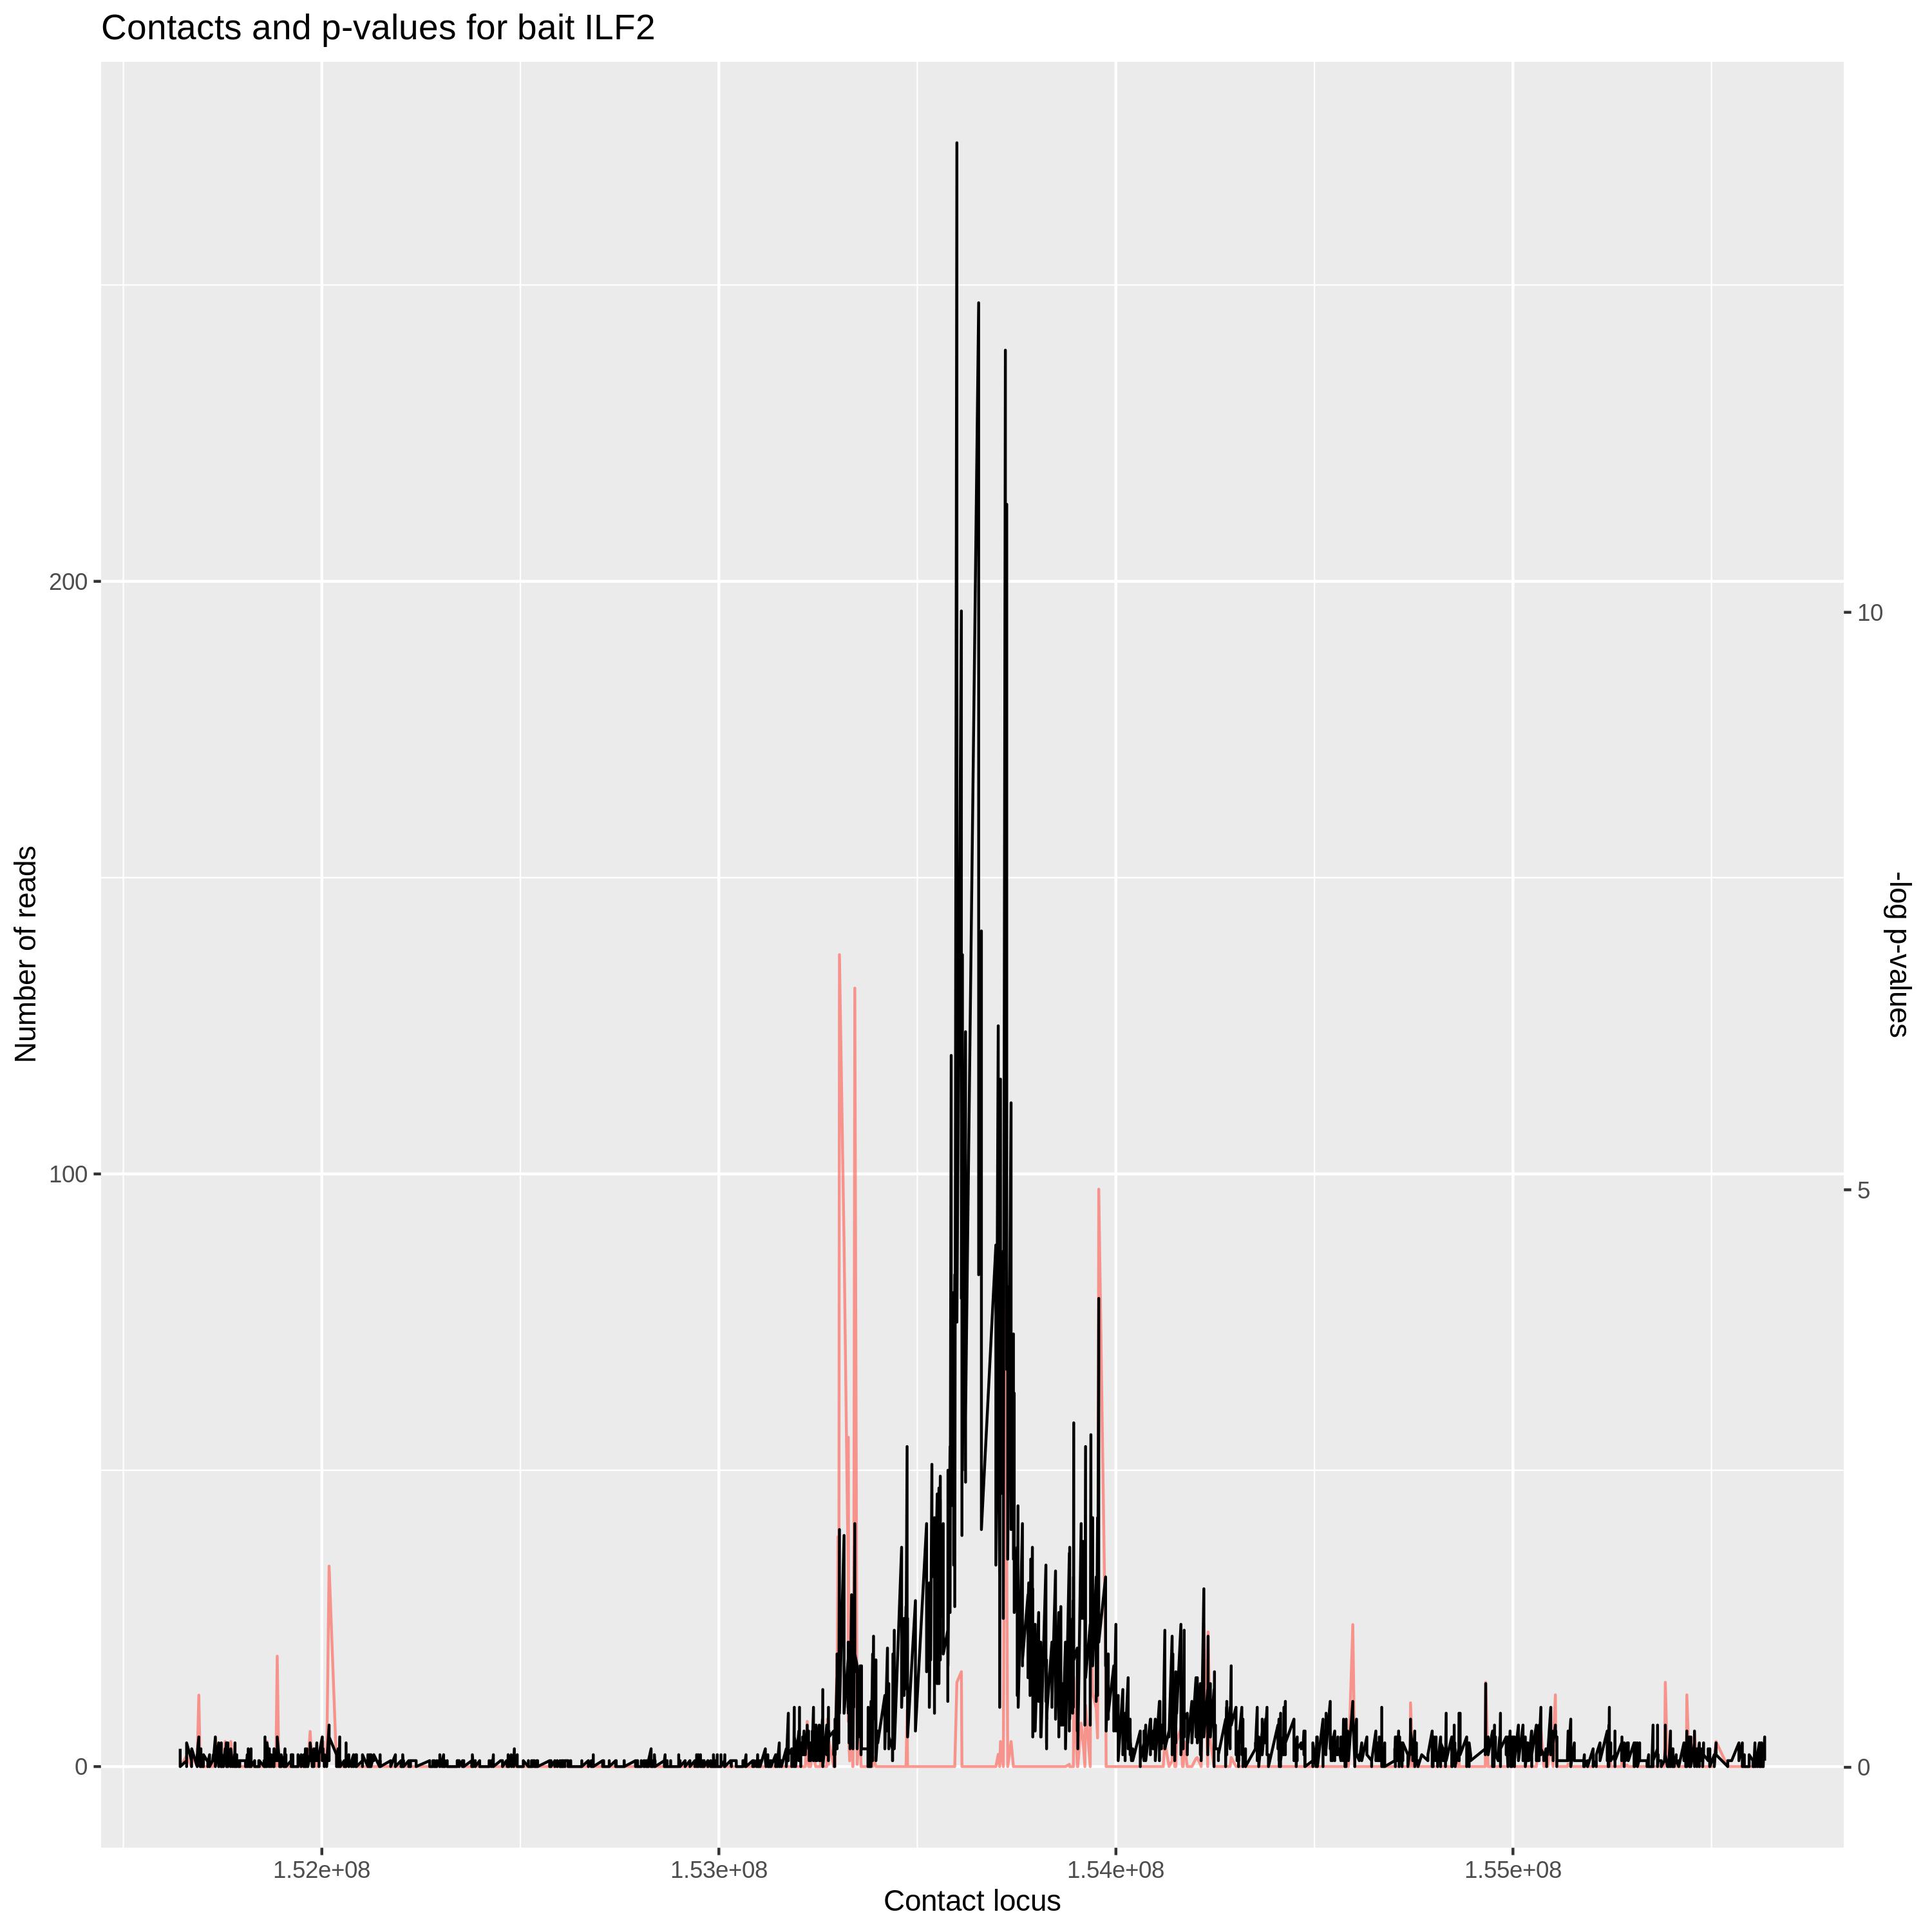 Contacts and p-values for bait ILF2
Number of reads
200
100
0
10
5
0
-log p-values
1.52e+08
1.53e+08
1.54e+08
1.55e+08
Contact locus